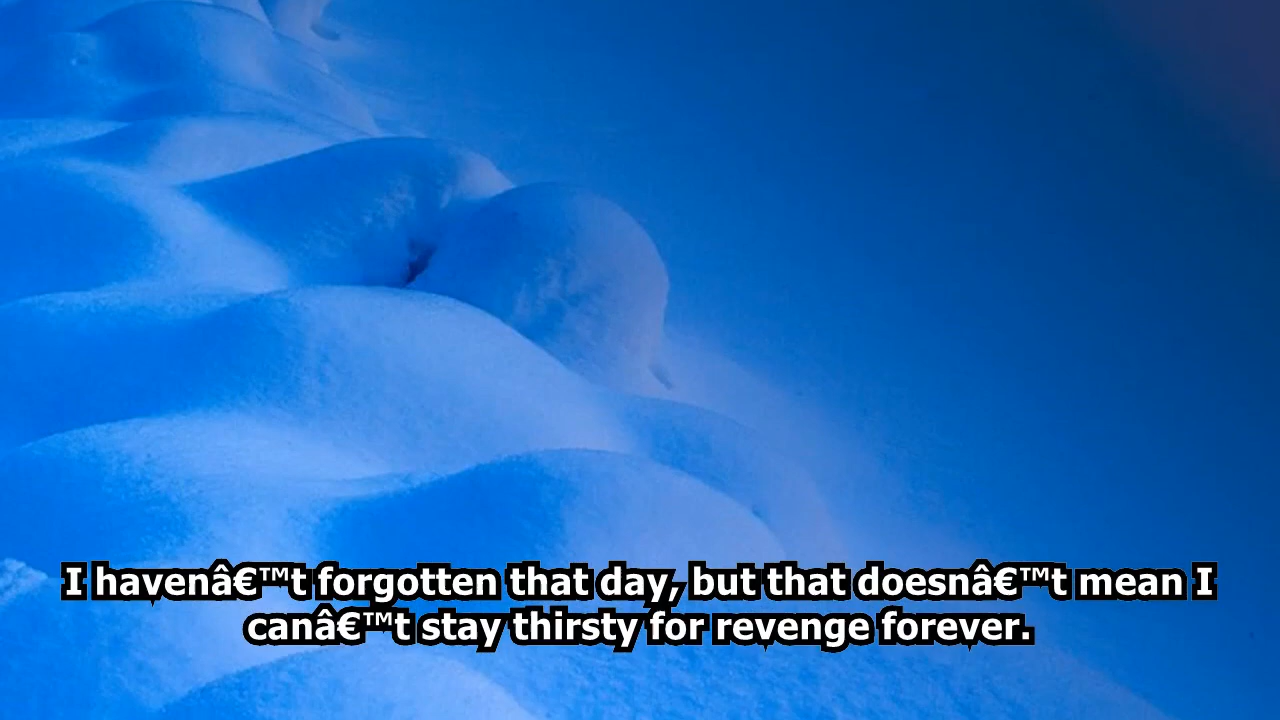 I havenâ€™t forgotten that day, but that doesnâ€™t mean I
canâ€™t stay thirsty for revenge forever.